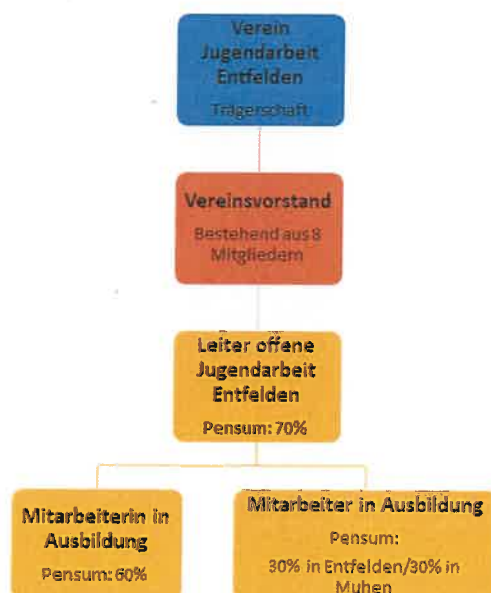 Verein
Jugendarbeit
Entfelden
Trägerschaft
Vereinsvorstand
Bestehend aus 8
Mitgliedern
Leiter offene
Jugendarbeit
Entfelden
Pensum: 70%
Mitarbeiterin in
Ausbildung
Pensum: 60%
Mitarbeiter in Ausbildung
Pensum:
30% in Entfelden/30% in
Muhen